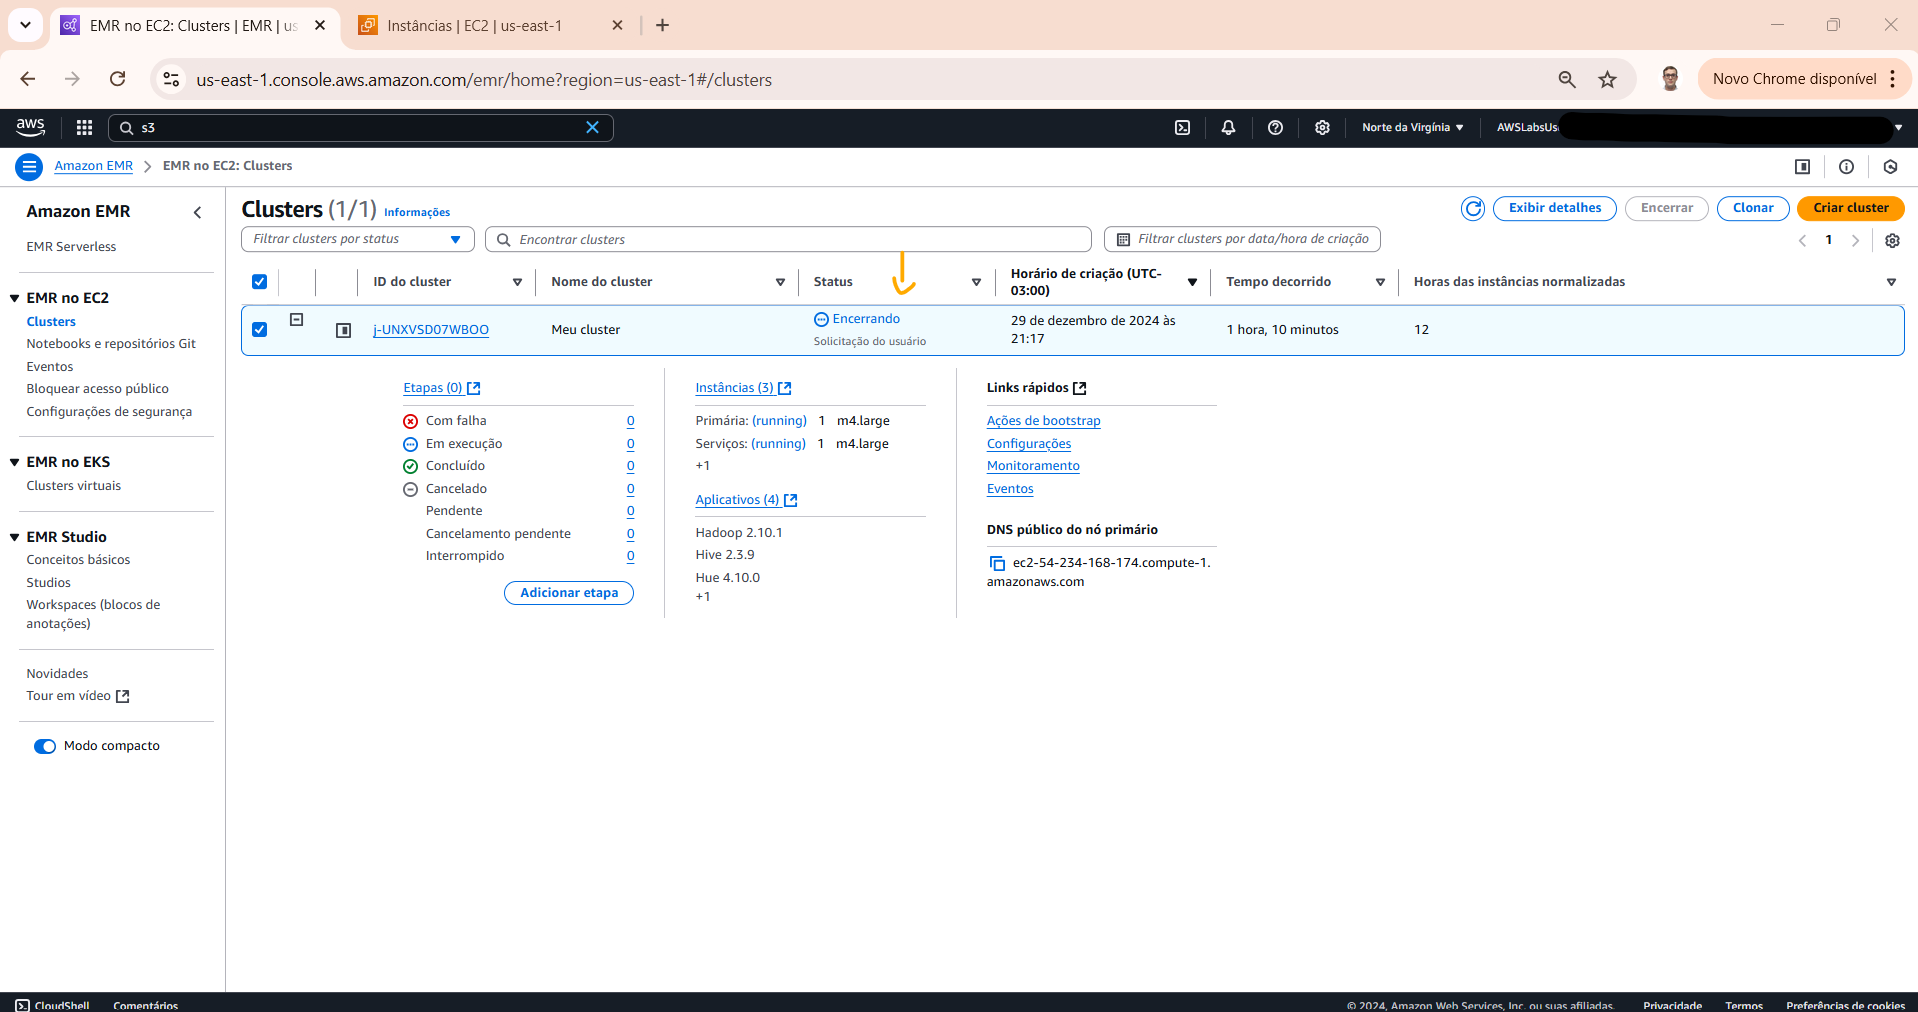 EMR no EC2: Clusters | EMR | us
Instâncias | EC2 | us-east-1
us-east-1.console.aws.amazon.com/emr/home?region=us-east-1#/clusters
Novo Chrome disponível
aws
s3
Norte da Virgínia
AWSLabsUs
Amazon EMR
EMR no EC2: Clusters
Amazon EMR
EMR Serverless
EMR no EC2
Clusters
Notebooks e repositórios Git
Eventos
Bloquear acesso público
Configurações de segurança
EMR no EKS
Clusters virtuais
EMR Studio
Conceitos básicos
Studios
Workspaces (blocos de
anotações)
Novidades
Tour em vídeo
Modo compacto
Clusters (1/1) Informações
Exibir detalhes
Encerrar
Clonar
Criar cluster
Filtrar clusters por status
Encontrar clusters
Filtrar clusters por data/hora de criação
1
ID do cluster
Nome do cluster
Status
Horário de criação (UTC-
03:00)
Tempo decorrido
Horas das instâncias normalizadas
j-UNXVSD07WBOO
Meu cluster
Encerrando
Solicitação do usuário
29 de dezembro de 2024 às
21:17
1 hora, 10 minutos
12
Etapas (0)
Com falha 0
Em execução 0
Concluído 0
Cancelado 0
Pendente 0
Cancelamento pendente 0
Interrompido 0
Adicionar etapa
Instâncias (3)
Primária: (running) 1 m4.large
Serviços: (running) 1 m4.large
+1
Aplicativos (4)
Hadoop 2.10.1
Hive 2.3.9
Hue 4.10.0
+1
Links rápidos
Ações de bootstrap
Configurações
Monitoramento
Eventos
DNS público do nó primário
ec2-54-234-168-174.compute-1.
amazonaws.com
CloudShell
Comentários
© 2024, Amazon Web Services, Inc. ou suas afiliadas.
Privacidade
Termos
Preferências de cookies